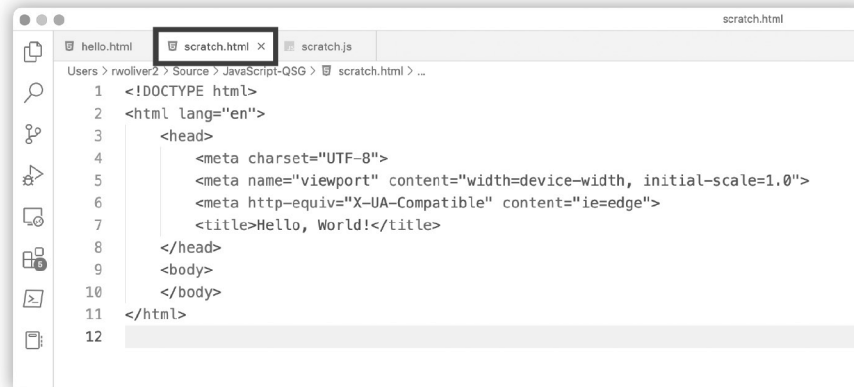 scratch.html
hello.html scratch.html × scratch.js
Users > rwoliver2 > Source > JavaScript-QSG > scratch.html > ...
1 <!DOCTYPE html>
2 <html lang="en">
3 <head>
4 <meta charset="UTF-8">
5 <meta name="viewport" content="width=device-width, initial-scale=1.0">
6 <meta http-equiv="X-UA-Compatible" content="ie=edge">
7 <title>Hello, World!</title>
8 </head>
9 <body>
10 </body>
11 </html>
12
5